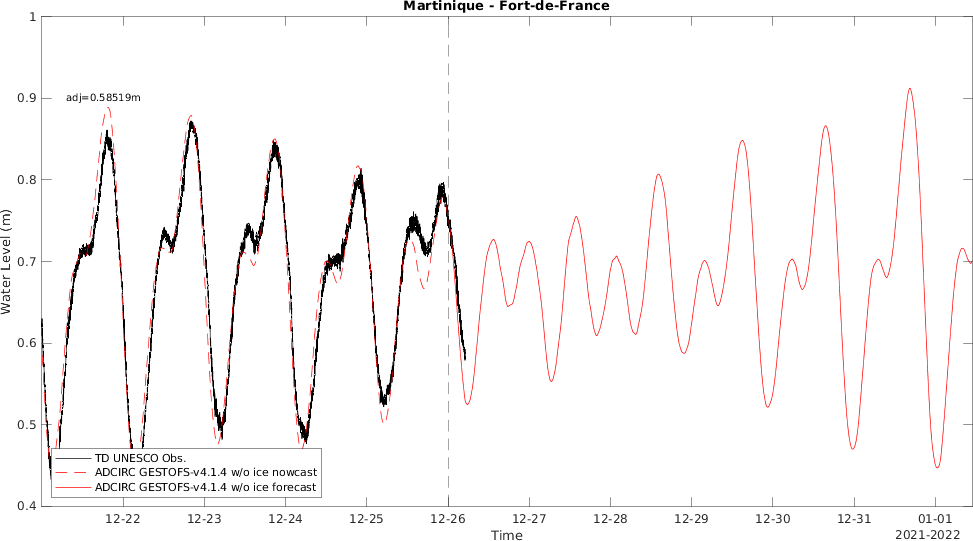 Martinique - Fort-de-France
1
0.9
0.8
0.7
0.6
0.5
0.4
Water Level (m)
adj=0.58519m
TD UNESCO Obs.
ADCIRC GESTOFS-v4.1.4 w/o ice nowcast
ADCIRC GESTOFS-v4.1.4 w/o ice forecast
12-22 12-23 12-24 12-25 12-26 12-27 12-28 12-29 12-30 12-31 01-01
Time
2021-2022